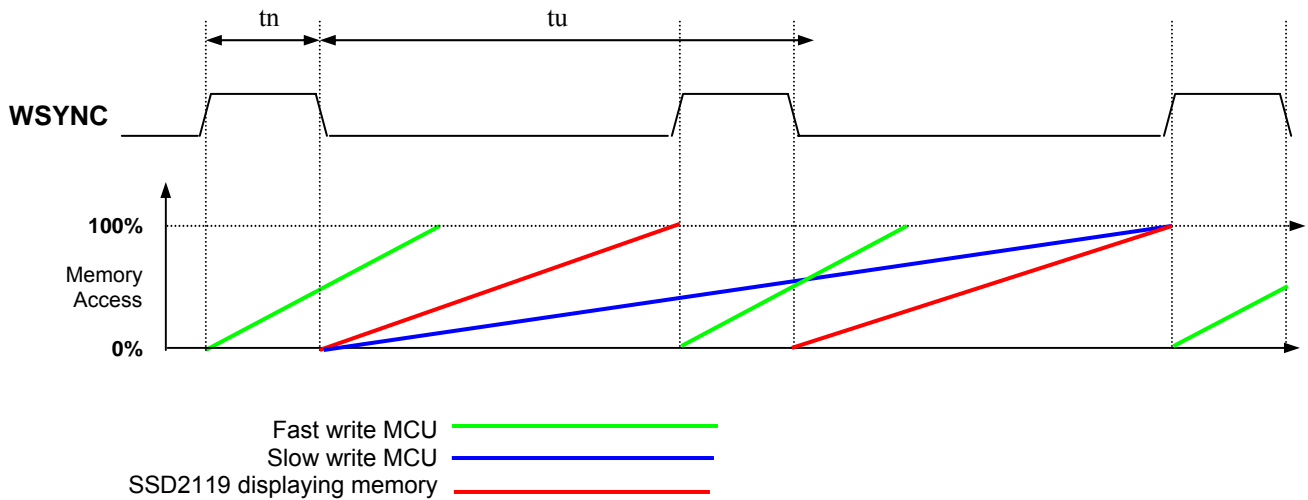 tn
tu
WSYNC
100%
Memory
Access
0%
Fast write MCU
Slow write MCU
SSD2119 displaying memory